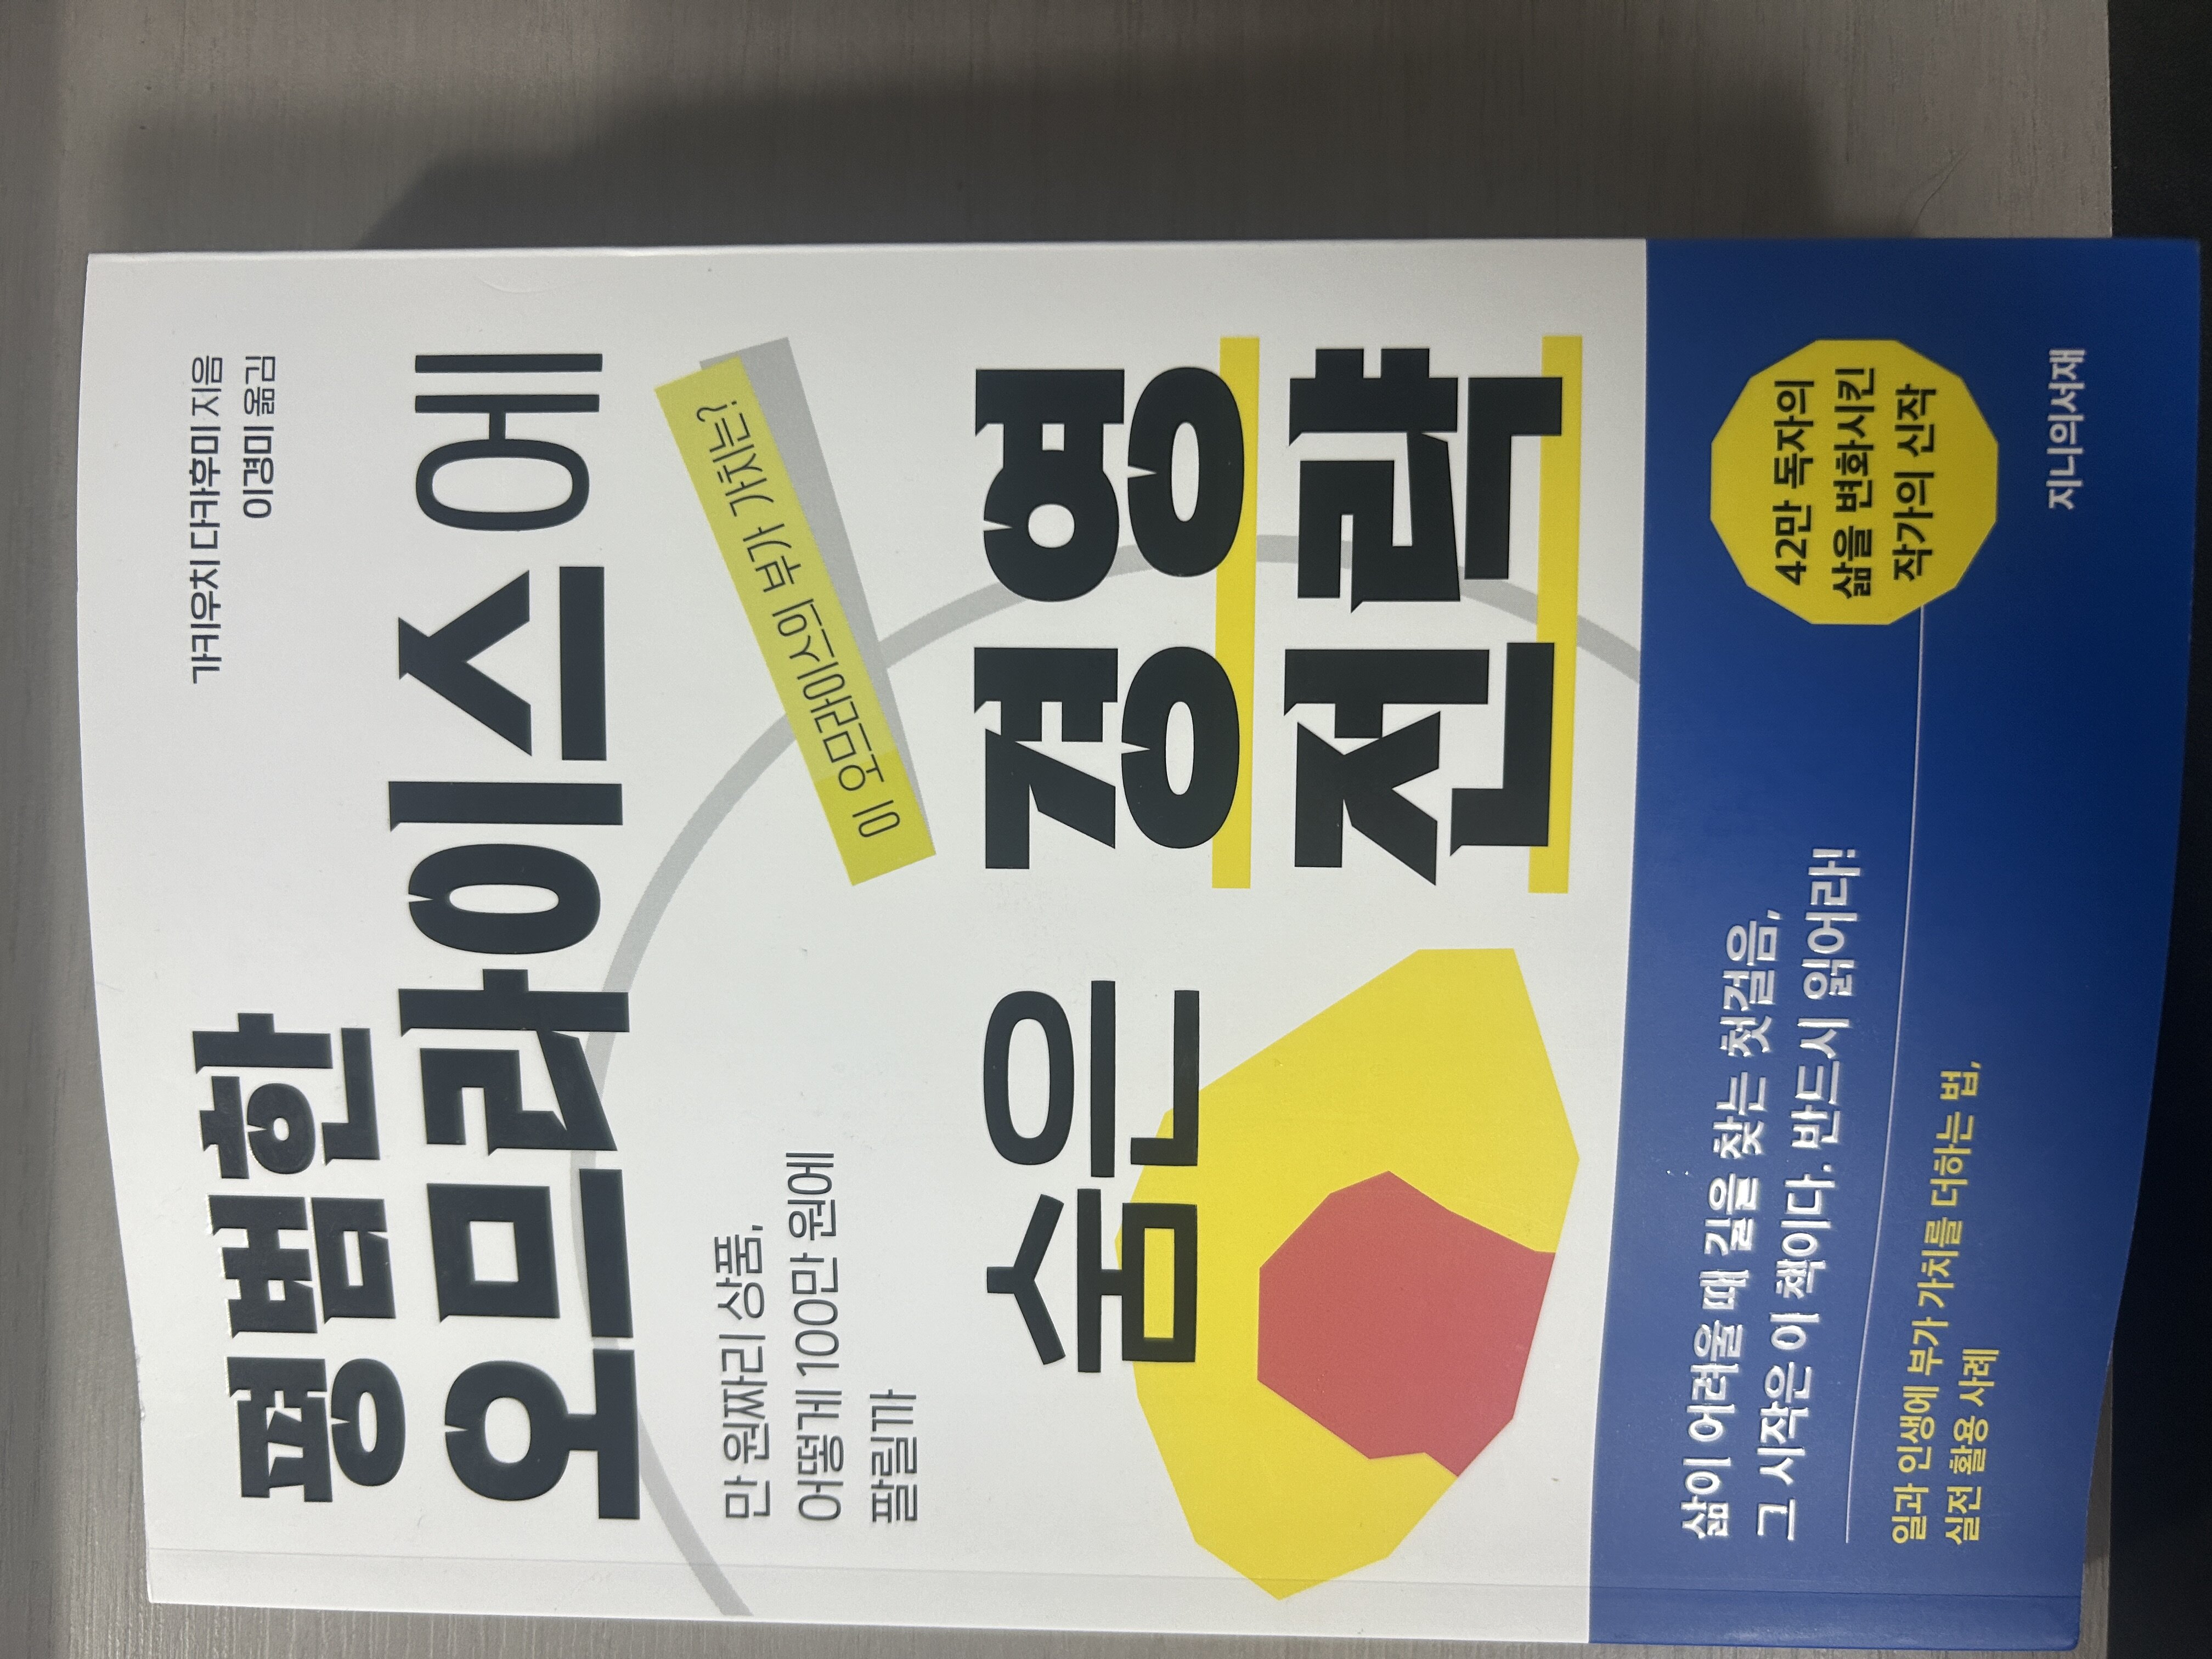 가키우치 다카후미 지음
이경미 옮김
평범한
오므라이스에
이 오므라이스의 부가 가치는?
만 원짜리 상품,
어떻게 100만 원에
팔릴까
숨은 경영
전략
42만 독자의
삶을 변화시킨
작가의 신작
삶이 어려울 때 길을 찾는 첫걸음,
그 시작은 이 책이다. 반드시 읽어라!
일과 인생에 부가 가치를 더하는 법,
실전 활용 사례
지니의서재